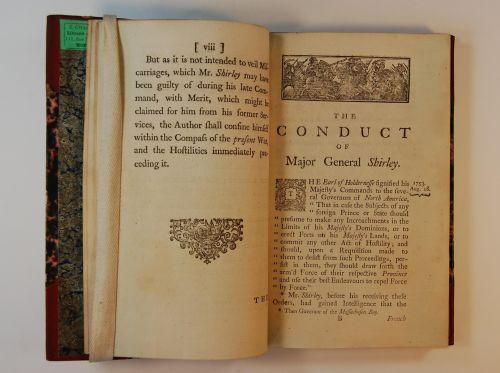 [ viii ]
But as it is not intended to veil Mis-
carriages, which Mr. Shirley may have
been guilty of during his late Com-
mand, with Merit, which might be
claimed for him from his former Ser-
vices, the Author shall confine himself
within the Compass of the present War,
and the Hostilities immediately pre-
ceding it.
THE
THE
CONDUCT
OF
Major General Shirley.
THE Earl of Holdernesse signified his
Majesty's Commands to the seve-
ral Governors of North America,
"That in case the Subjects of any
" foreign Prince or State should
" presume to make any Incroachments in the
" Limits of his Majesty's Dominions, or to
" erect Forts on his Majesty's Lands, or to
" commit any other Act of Hostility; and
" should, upon a Requisition made to
" them to desist from such Proceedings, per-
" sist in them, they should draw forth the
" arm'd Force of their respective Province
" and use their best Endeavours to repel Force
" by Force."
1753.
Aug. 28.
* Mr. Shirley, before his receiving these
Orders, had gained Intelligence that the
* Then Governor of the Massachusets Bay.
B French